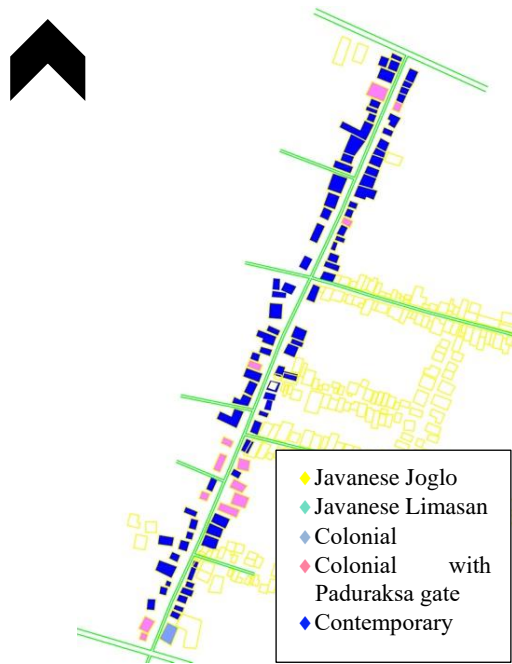 Javanese Joglo
Javanese Limasan
Colonial
Colonial with
Paduraksa gate
Contemporary